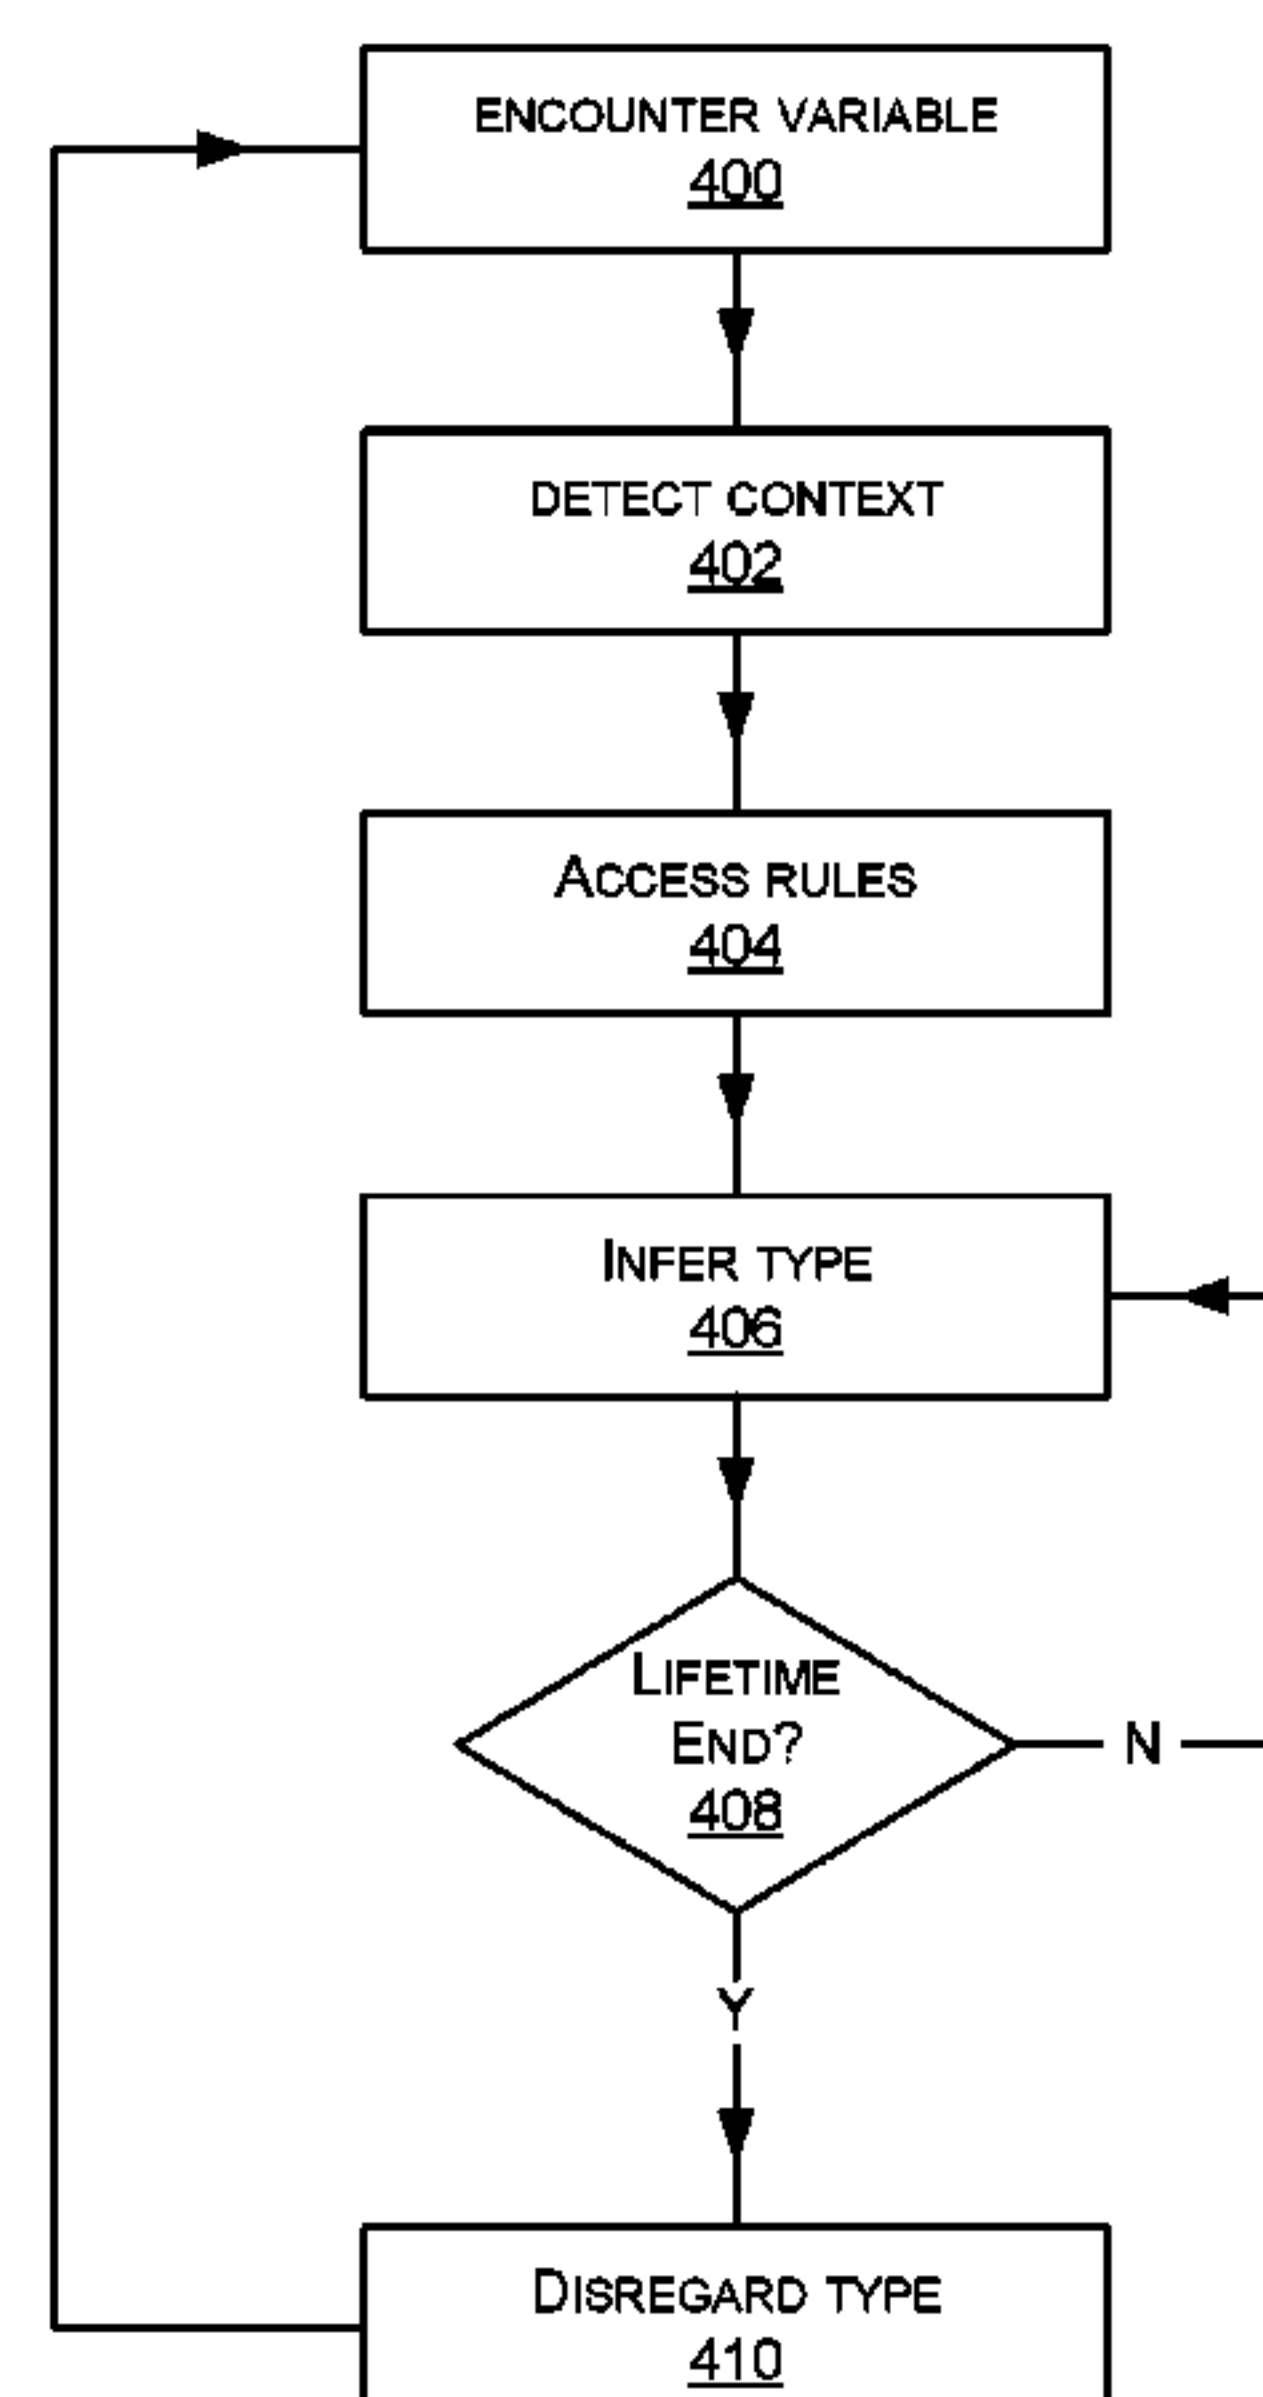 ENCOUNTER VARIABLE
400
DETECT CONTEXT
402
ACCESS RULES
404
INFER TYPE
406
LIFETIME
END?
408
N
Y
DISREGARD TYPE
410